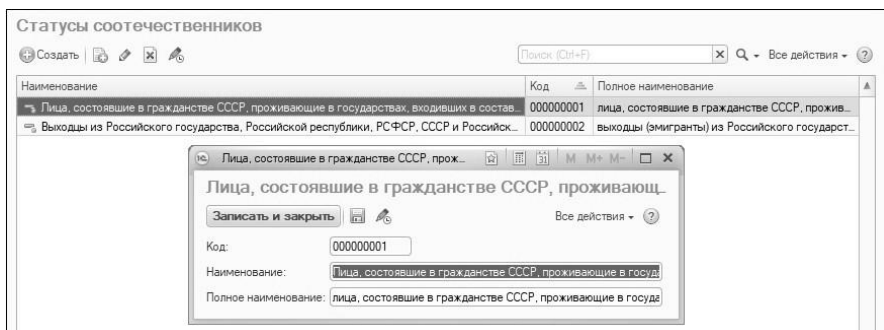 Статусы соотечественников
Создать Поиск (Ctrl+F) Все действия
Наименование Код Полное наименование
Лица, состоявшие в гражданстве СССР, проживающие в государствах, входивших в состав... 000000001 лица, состоявшие в гражданстве СССР, прожив...
Выходцы из Российского государства, Российской республики, РСФСР, СССР и Российск... 000000002 выходцы (эмигранты) из Российского государст...
Лица, состоявшие в гражданстве СССР, прож... 31 M M+ M-
Лица, состоявшие в гражданстве СССР, проживающ...
Записать и закрыть Все действия ?
Код: 000000001
Наименование: Лица, состоявшие в гражданстве СССР, проживающие в госуда
Полное наименование: лица, состоявшие в гражданстве СССР, проживающие в госуда